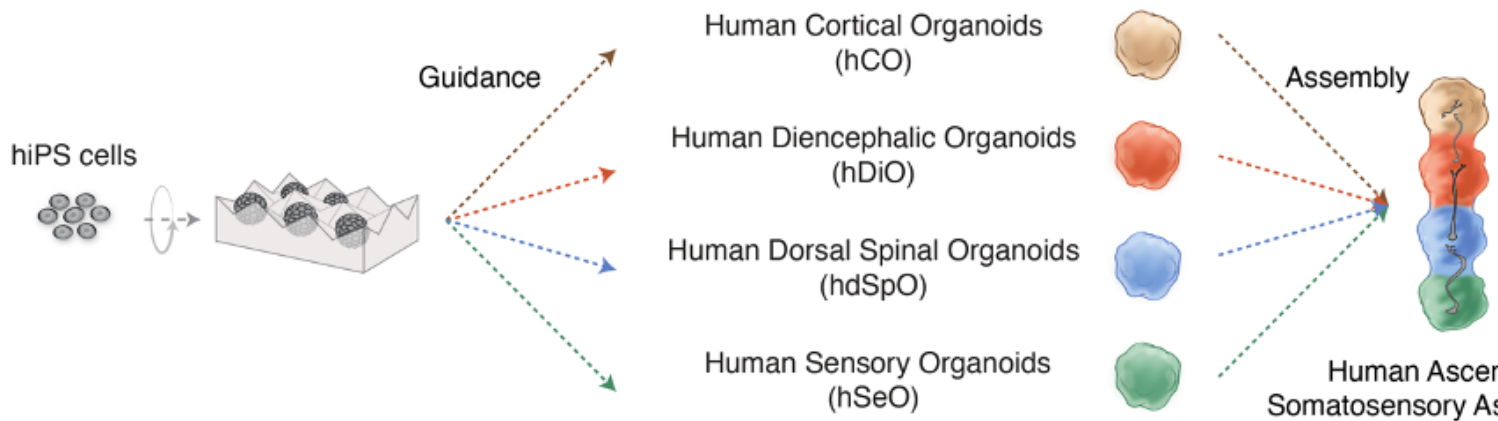 hiPS cells
Guidance
Human Cortical Organoids
(hCO)
Human Diencephalic Organoids
(hDiO)
Human Dorsal Spinal Organoids
(hdSpO)
Human Sensory Organoids
(hSeO)
Assembly
Human Ascen
Somatosensory As